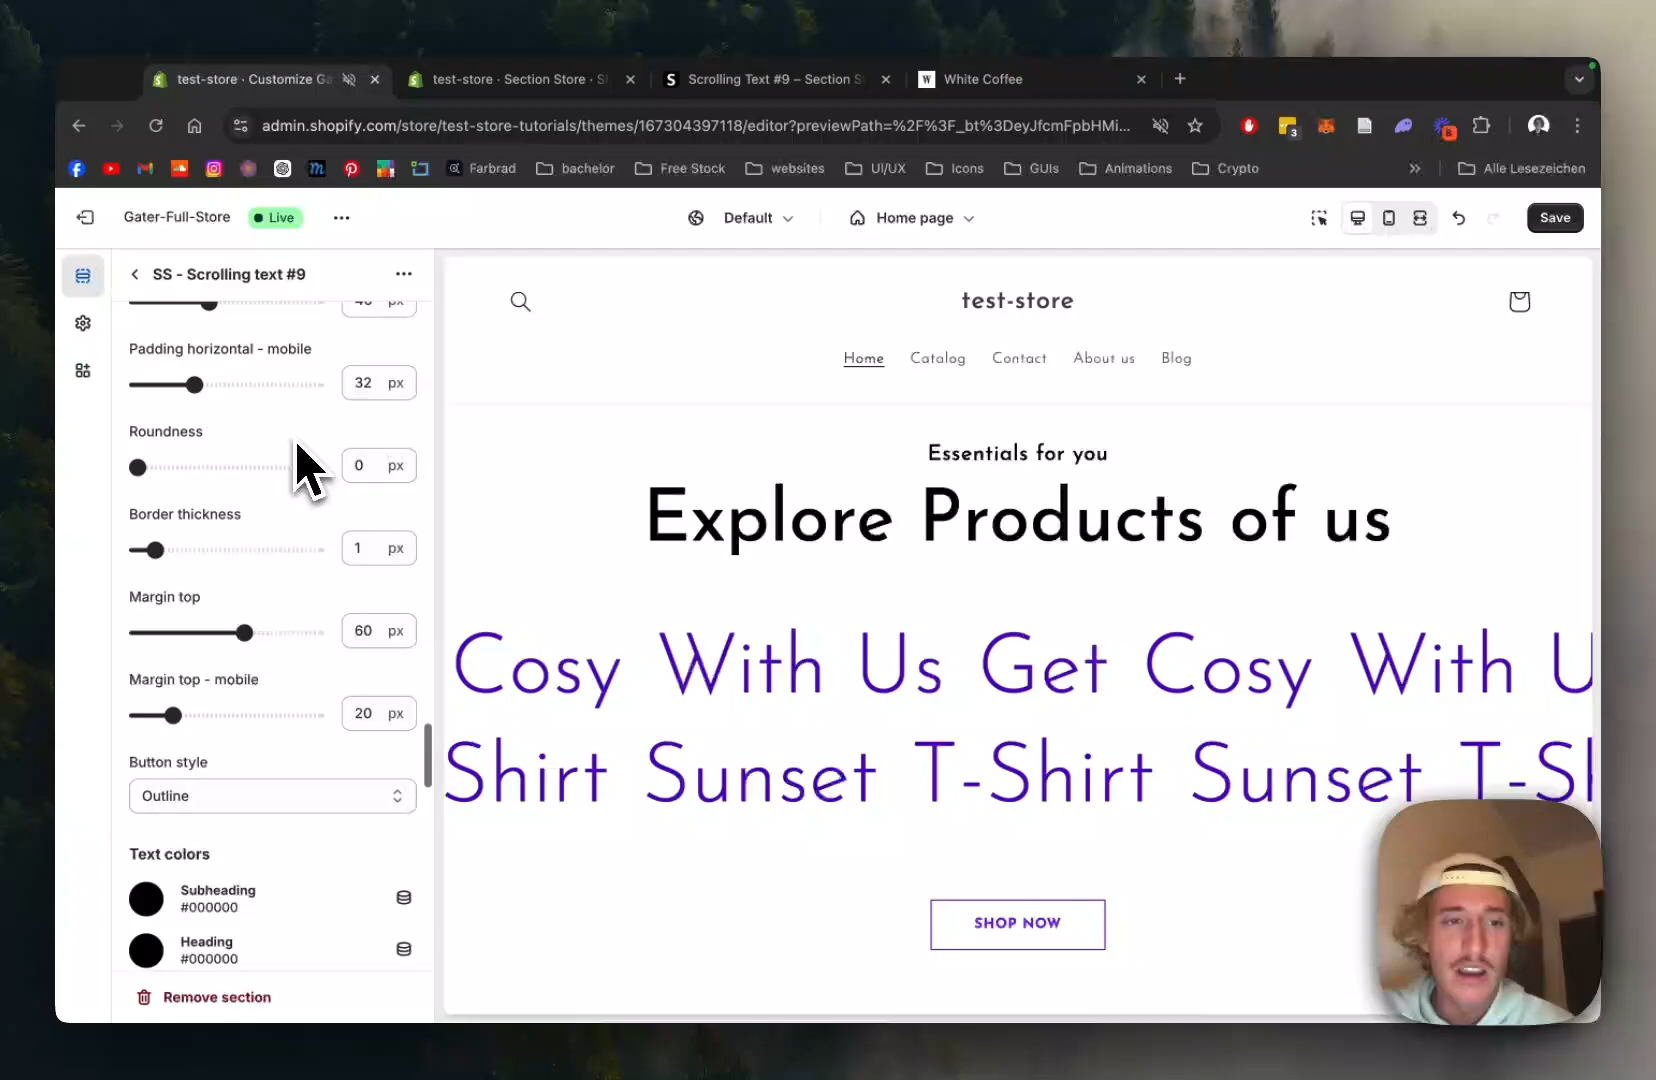 test-store · Customize Ga
test-store · Section Store · S
Scrolling Text #9 – Section S
White Coffee
admin.shopify.com/store/test-store-tutorials/themes/167304397118/editor?previewPath=%2F%3F_bt%3DeyJfcmFpbHMi...
Farbrad
bachelor
Free Stock
websites
UI/UX
Icons
GUIs
Animations
Crypto
Alle Lesezeichen
Gater-Full-Store
Live
Default
Home page
Save
SS - Scrolling text #9
px
Padding horizontal - mobile
32 px
Roundness
0 px
Border thickness
1 px
Margin top
60 px
Margin top - mobile
20 px
Button style
Outline
Text colors
Subheading
#000000
Heading
#000000
Remove section
test-store
Home
Catalog
Contact
About us
Blog
Essentials for you
Explore Products of us
Cosy With Us Get Cosy With U
Shirt Sunset T-Shirt Sunset T-Sh
SHOP NOW